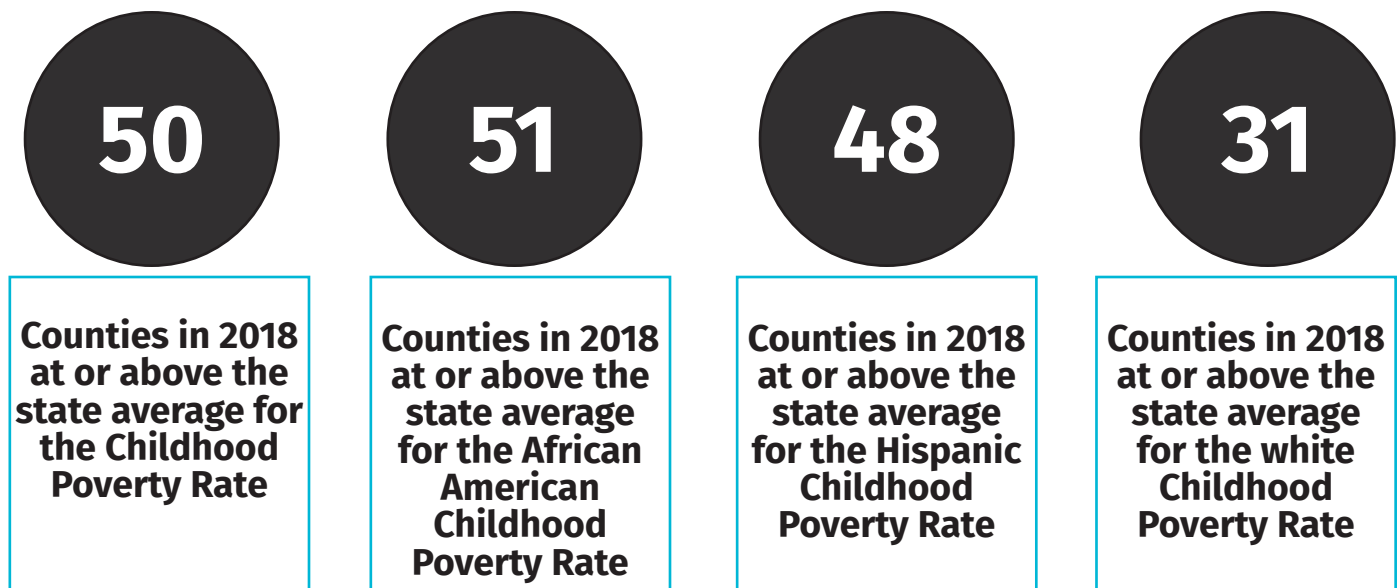 50
Counties in 2018
at or above the
state average for
the Childhood
Poverty Rate
51
Counties in 2018
at or above the
state average
for the African
American
Childhood
Poverty Rate
48
Counties in 2018
at or above the
state average
for the Hispanic
Childhood
Poverty Rate
31
Counties in 2018
at or above the
state average
for the white
Childhood
Poverty Rate